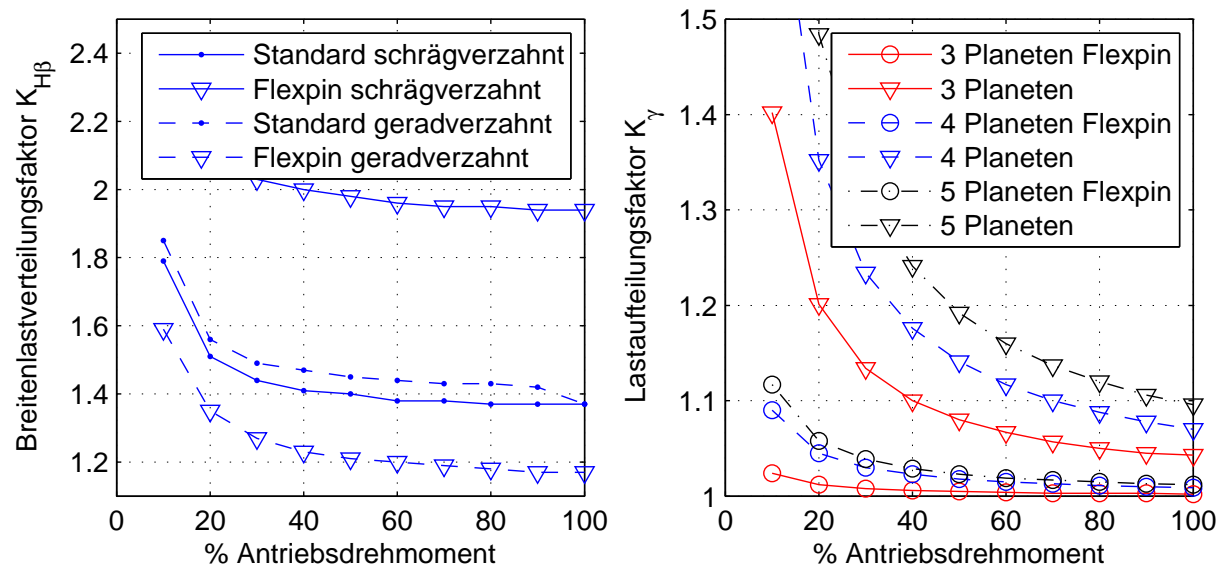 Breitenlastverteilungsfaktor K_Hβ
2.4
2.2
2
1.8
1.6
1.4
1.2
Standard schrägverzahnt
Flexpin schrägverzahnt
Standard geradverzahnt
Flexpin geradverzahnt
0 20 40 60 80 100
% Antriebsdrehmoment
Lastaufteilungsfaktor K_γ
1.5
1.4
1.3
1.2
1.1
1
3 Planeten Flexpin
3 Planeten
4 Planeten Flexpin
4 Planeten
5 Planeten Flexpin
5 Planeten
0 20 40 60 80 100
% Antriebsdrehmoment